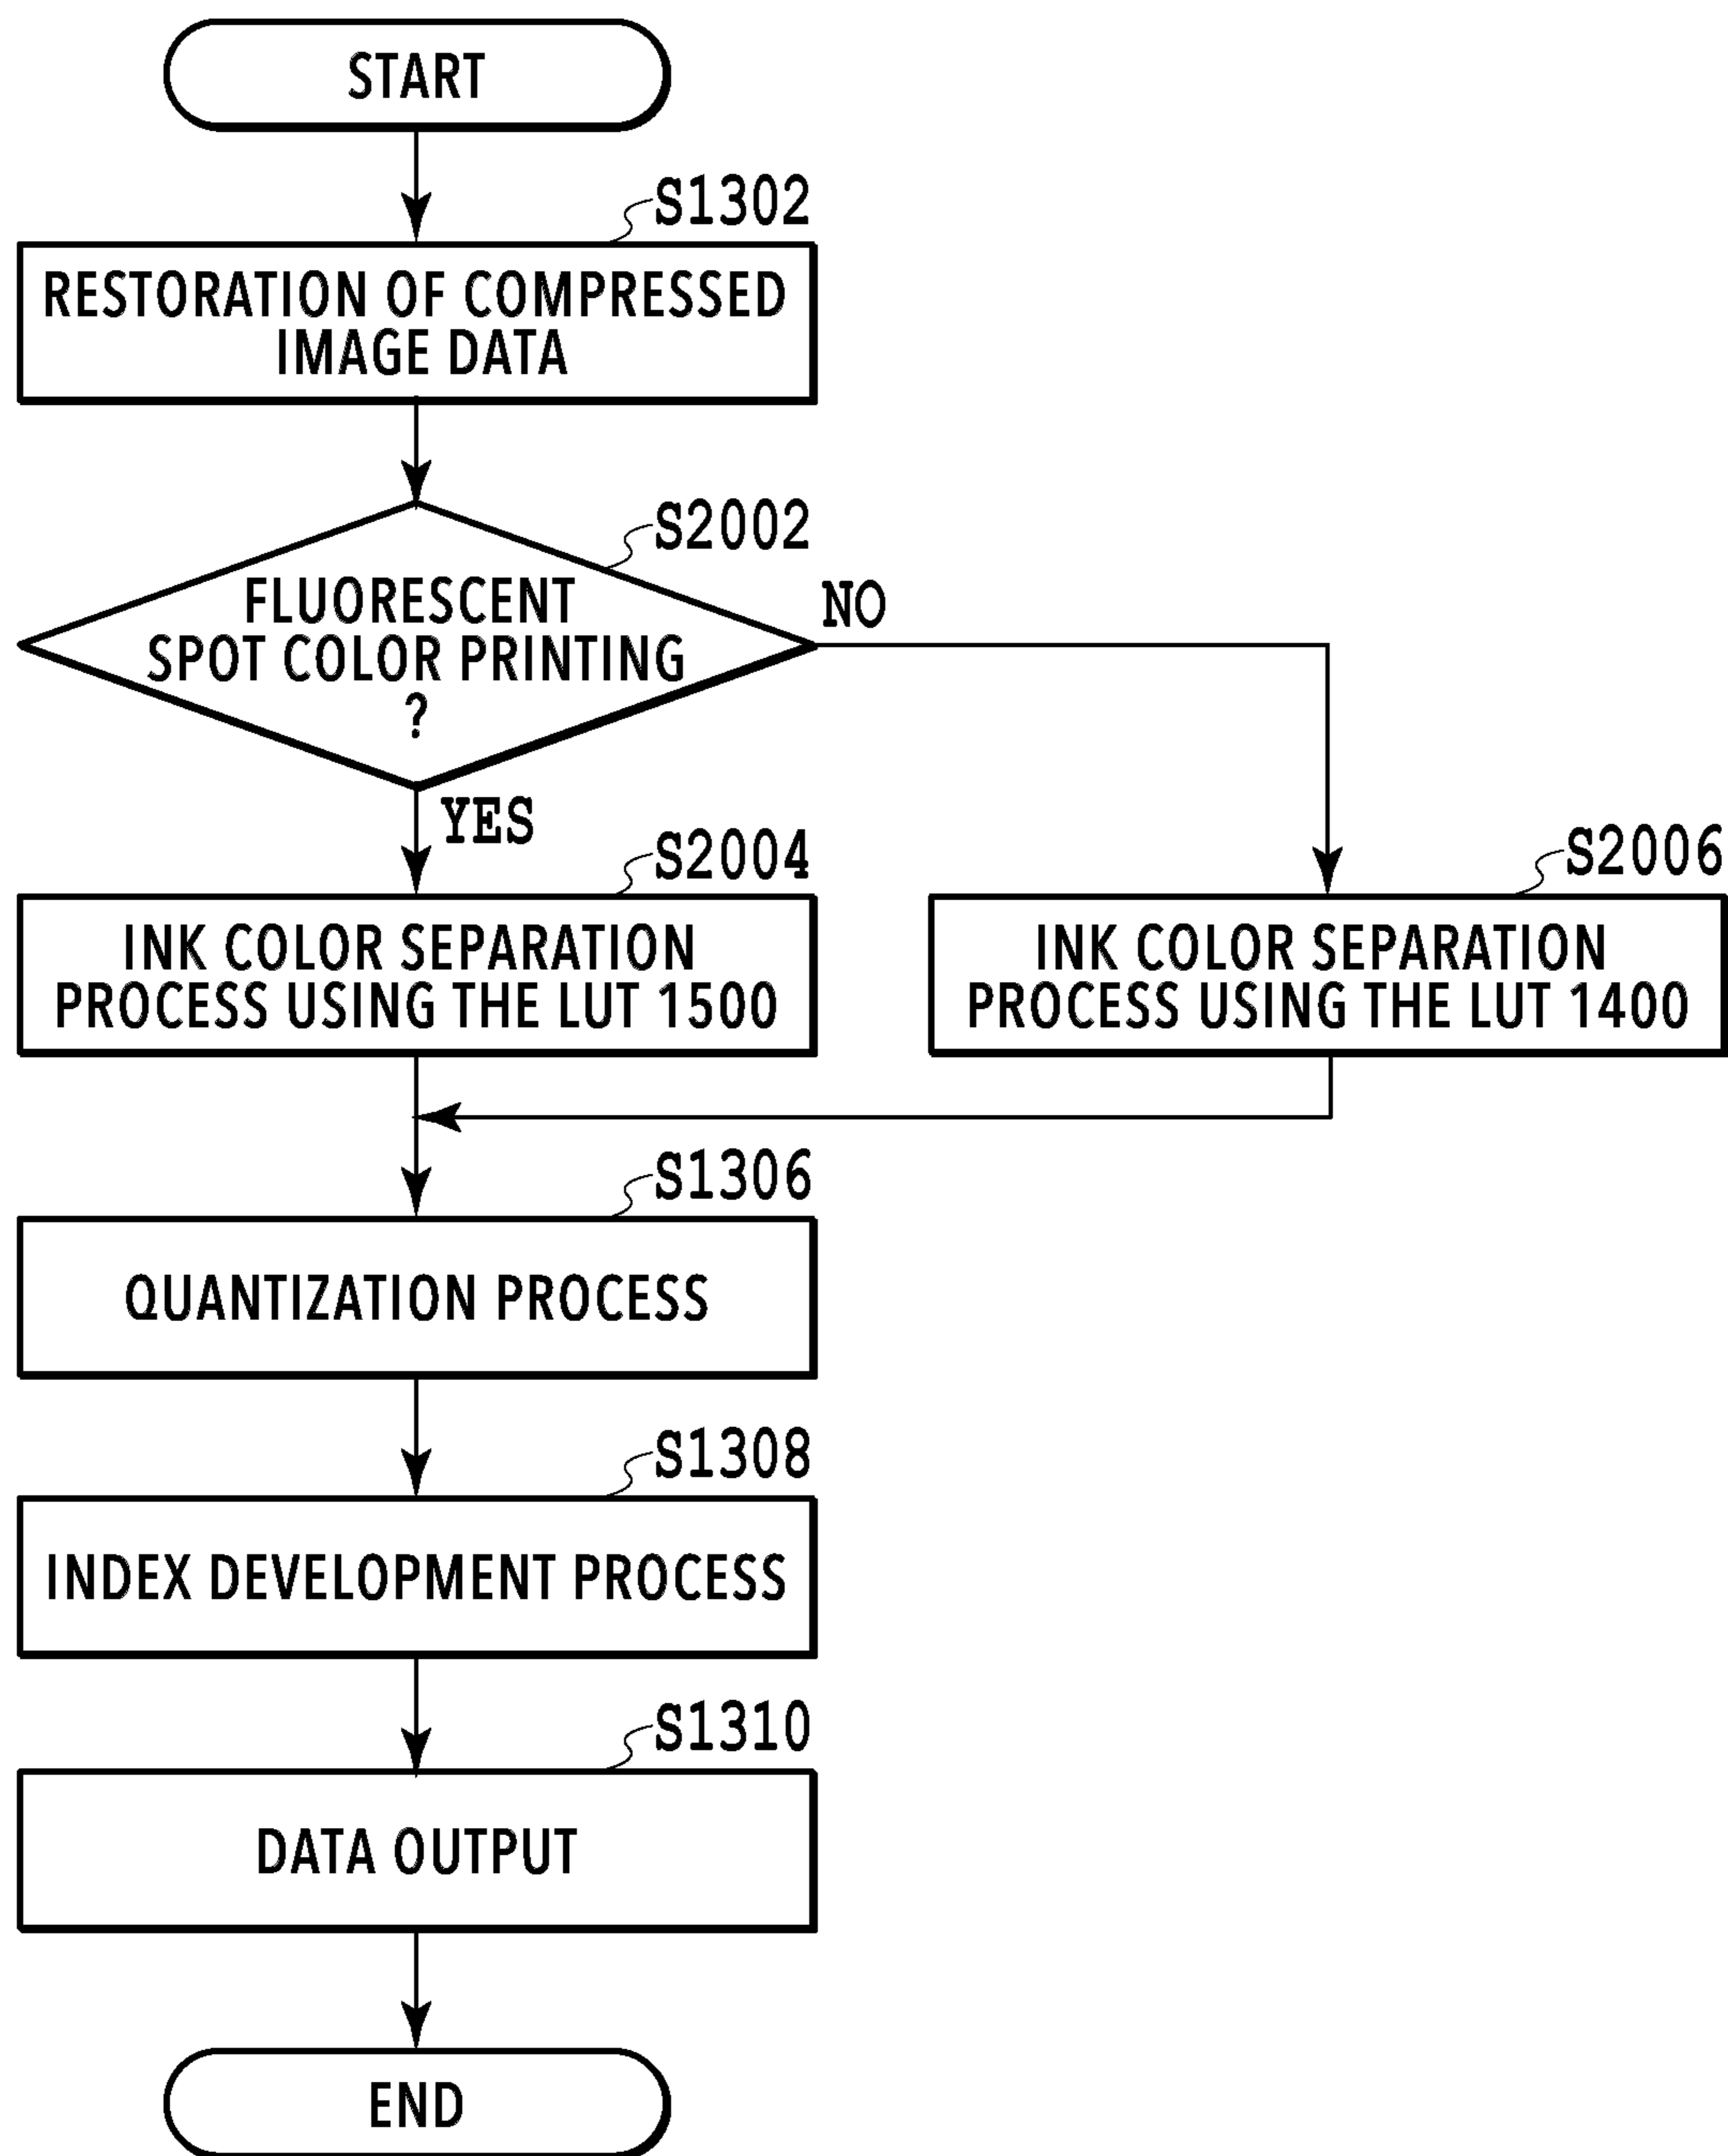 START
S1302
RESTORATION OF COMPRESSED
IMAGE DATA
S2002
FLUORESCENT
SPOT COLOR PRINTING
?
NO
YES
S2004
INK COLOR SEPARATION
PROCESS USING THE LUT 1500
S2006
INK COLOR SEPARATION
PROCESS USING THE LUT 1400
S1306
QUANTIZATION PROCESS
S1308
INDEX DEVELOPMENT PROCESS
S1310
DATA OUTPUT
END